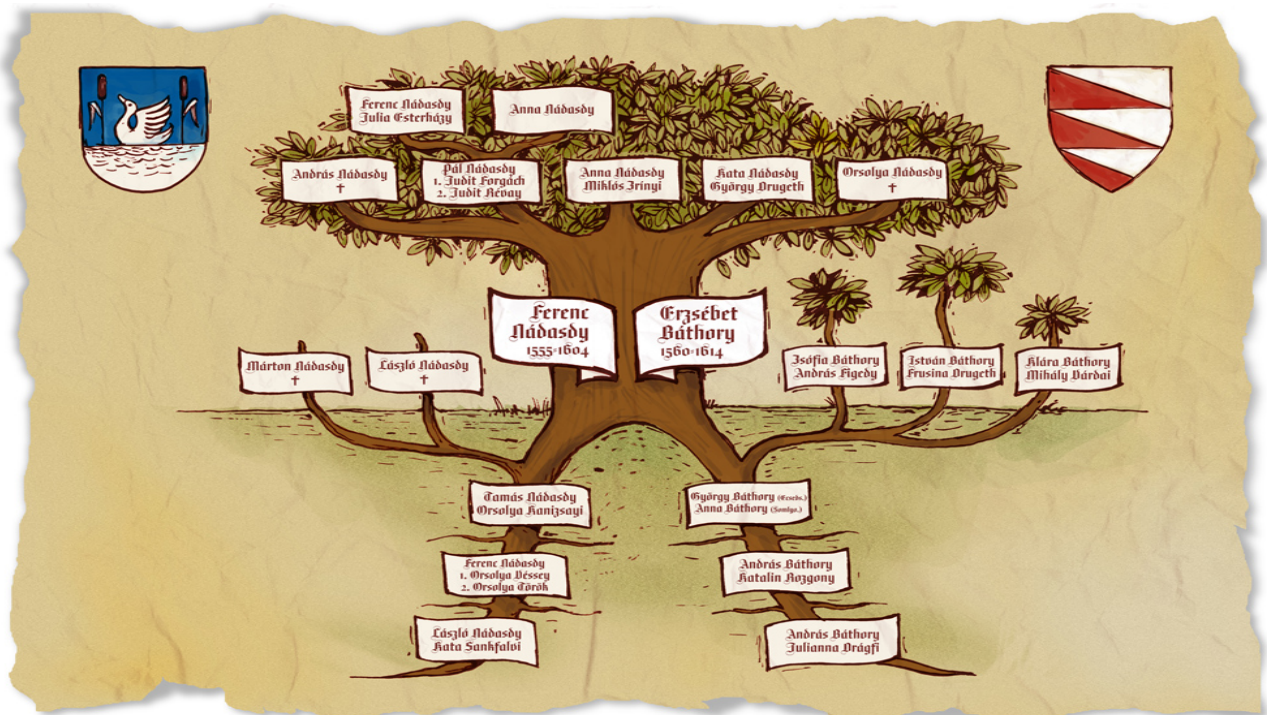 Ferenc Nádasdy
Julia Esterházy
Anna Nádasdy
András Nádasdy
†
Pál Nádasdy
1. Judit Forgách
2. Judit Révay
Anna Nádasdy
Miklós Zrínyi
Kata Nádasdy
György Drugeth
Orsolya Nádasdy
†
Ferenc
Nádasdy
1555-1604
Erzsébet
Báthory
1560-1614
Márton Nádasdy
†
László Nádasdy
†
Zsófia Báthory
András Figedy
István Báthory
Frusina Drugeth
Klára Báthory
Mihály Várdai
Tamás Nádasdy
Orsolya Kanizsayi
György Báthory (Ecseds.)
Anna Báthory (Somlyo.)
Ferenc Nádasdy
1. Orsolya Véssey
2. Orsolya Török
András Báthory
Katalin Rozgony
László Nádasdy
Kata Sankfalvi
András Báthory
Julianna Drágfi